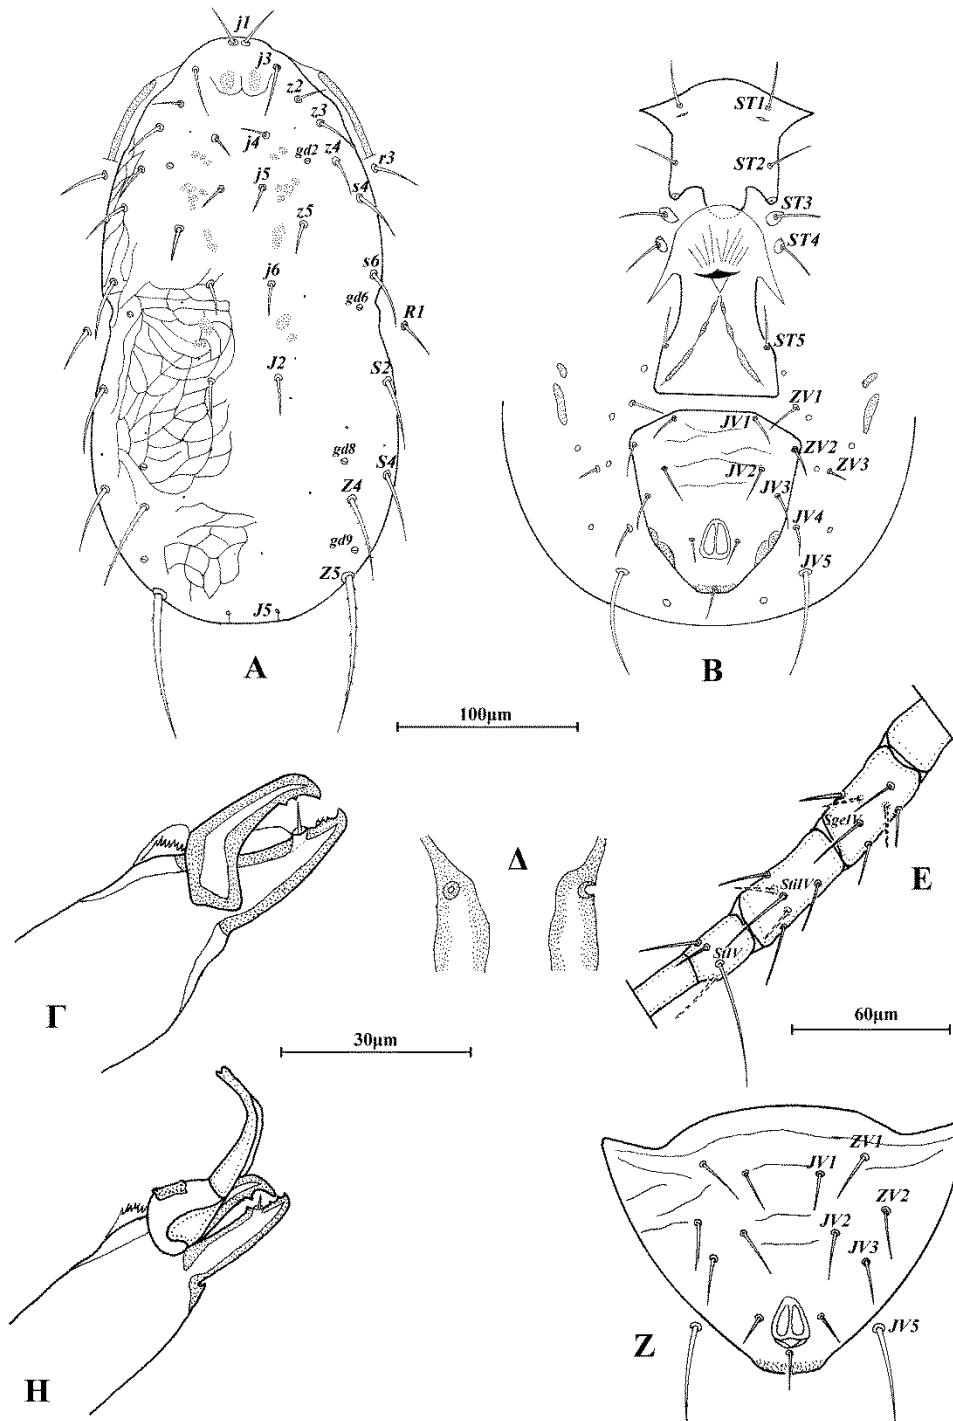 j1
j3
z2
z3
j4
gd2
z4
r3
j5
s4
z5
s6
j6
gd6
R1
J2
S2
gd8
S4
Z4
gd9
Z5
J5
A
ST1
ST2
ST3
ST4
ST5
ZV1
JV1
ZV2
JV2
ZV3
JV3
JV4
JV5
B
100μm
Γ
Δ
SgeIV
StiIV
StIV
E
30μm
60μm
H
ZV1
JV1
ZV2
JV2
JV3
JV5
Z